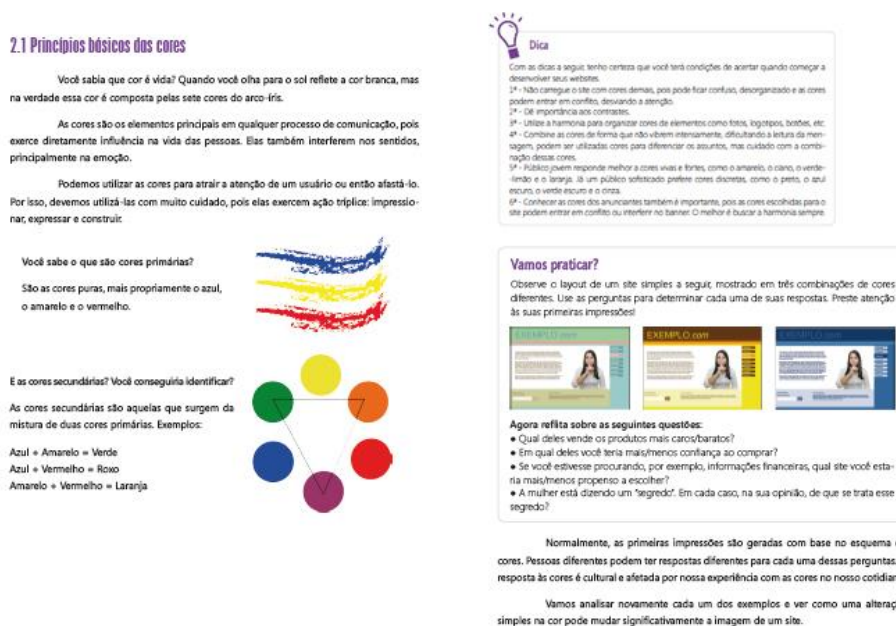 2.1 Princípios básicos das cores
Você sabia que cor é vida? Quando você olha para o sol reflete a cor branca, mas
na verdade essa cor é composta pelas sete cores do arco-íris.
As cores são os elementos principais em qualquer processo de comunicação, pois
exerce diretamente influência na vida das pessoas. Elas também interferem nos sentidos,
principalmente na emoção.
Podemos utilizar as cores para atrair a atenção de um usuário ou então afastá-lo.
Por isso, devemos utilizá-las com muito cuidado, pois elas exercem ação tríplice: impressio-
nar, expressar e construir.
Você sabe o que são cores primárias?
São as cores puras, mais propriamente o azul,
o amarelo e o vermelho.
E as cores secundárias? Você conseguiria identificar?
As cores secundárias são aquelas que surgem da
mistura de duas cores primárias. Exemplos:
Azul + Amarelo = Verde
Azul + Vermelho = Roxo
Amarelo + Vermelho = Laranja
Dica
Com as dicas a seguir, tenho certeza que você terá condições de acertar quando começar a
desenvolver seus websites.
1ª - Não carregue o site com cores demais, pois pode ficar confuso, desorganizado e as cores
podem entrar em conflito, desviando a atenção.
2ª - Dê importância aos contrastes.
3ª - Utilize a harmonia para organizar cores de elementos como fotos, logotipos, botões, etc.
4ª - Combine as cores de forma que não vibrem intensamente, dificultando a leitura da men-
sagem, podem ser utilizadas cores para diferenciar os assuntos, mas cuidado com a combi-
nação dessas cores.
5ª - Público jovem responde melhor a cores vivas e fortes, como o amarelo, o ciano, o verde-
-limão e o laranja. Já um público sofisticado prefere cores discretas, como o preto, o azul
escuro, o verde escuro e o cinza.
6ª - Conhecer as cores dos anunciantes também é importante, pois as cores escolhidas para o
site podem entrar em conflito ou interferir no banner. O melhor é buscar a harmonia sempre.
Vamos praticar?
Observe o layout de um site simples a seguir, mostrado em três combinações de cores
diferentes. Use as perguntas para determinar cada uma de suas respostas. Preste atenção
às suas primeiras impressões!
EXEMPLO.com EXEMPLO.com EXEMPLO.com
Agora reflita sobre as seguintes questões:
• Qual deles vende os produtos mais caros/baratos?
• Em qual deles você teria mais/menos confiança ao comprar?
• Se você estivesse procurando, por exemplo, informações financeiras, qual site você esta-
ria mais/menos propenso a escolher?
• A mulher está dizendo um "segredo". Em cada caso, na sua opinião, de que se trata esse
segredo?
Normalmente, as primeiras impressões são geradas com base no esquema
cores. Pessoas diferentes podem ter respostas diferentes para cada uma dessas perguntas.
resposta às cores é cultural e afetada por nossa experiência com as cores no nosso cotidian
Vamos analisar novamente cada um dos exemplos e ver como uma alteraç
simples na cor pode mudar significativamente a imagem de um site.